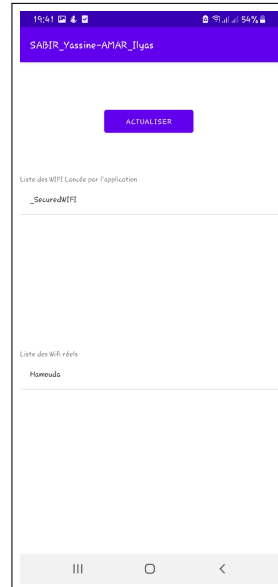 19:41 54%
SABIR_Yassine-AMAR_Ilyas
ACTUALISER
Liste des WIFI Lancée par l'application
_SecuredWIFI
Liste des Wifi réels
Hamouda